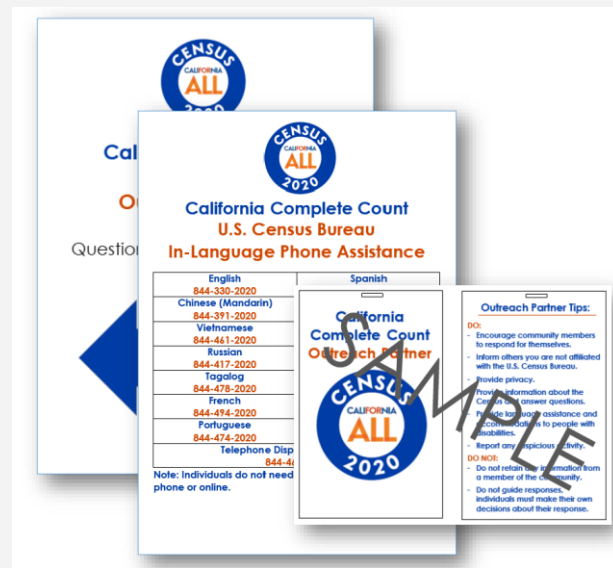 CENSUS
CALIFORNIA
ALL
2020
Cal
O
Question
CENSUS
CALIFORNIA
ALL
2020
California Complete Count
U.S. Census Bureau
In-Language Phone Assistance
English Spanish
844-330-2020
Chinese (Mandarin)
844-391-2020
Vietnamese
844-461-2020
Russian
844-417-2020
Tagalog
844-478-2020
French
844-494-2020
Portuguese
844-474-2020
Telephone Disp
844-4
Note: Individuals do not need
phone or online.
California
Complete Count
Outreach Partner
CENSUS
CALIFORNIA
ALL
2020
Outreach Partner Tips:
DO:
- Encourage community members
to respond for themselves.
- Inform others you are not affiliated
with the U.S. Census Bureau.
- Provide privacy.
- Provide information about the
Census and answer questions.
- Provide language assistance and
accommodations to people with
disabilities.
- Report any suspicious activity.
DO NOT:
- Do not retain any information from
a member of the community.
- Do not guide responses,
individuals must make their own
decisions about their response.
SAMPLE